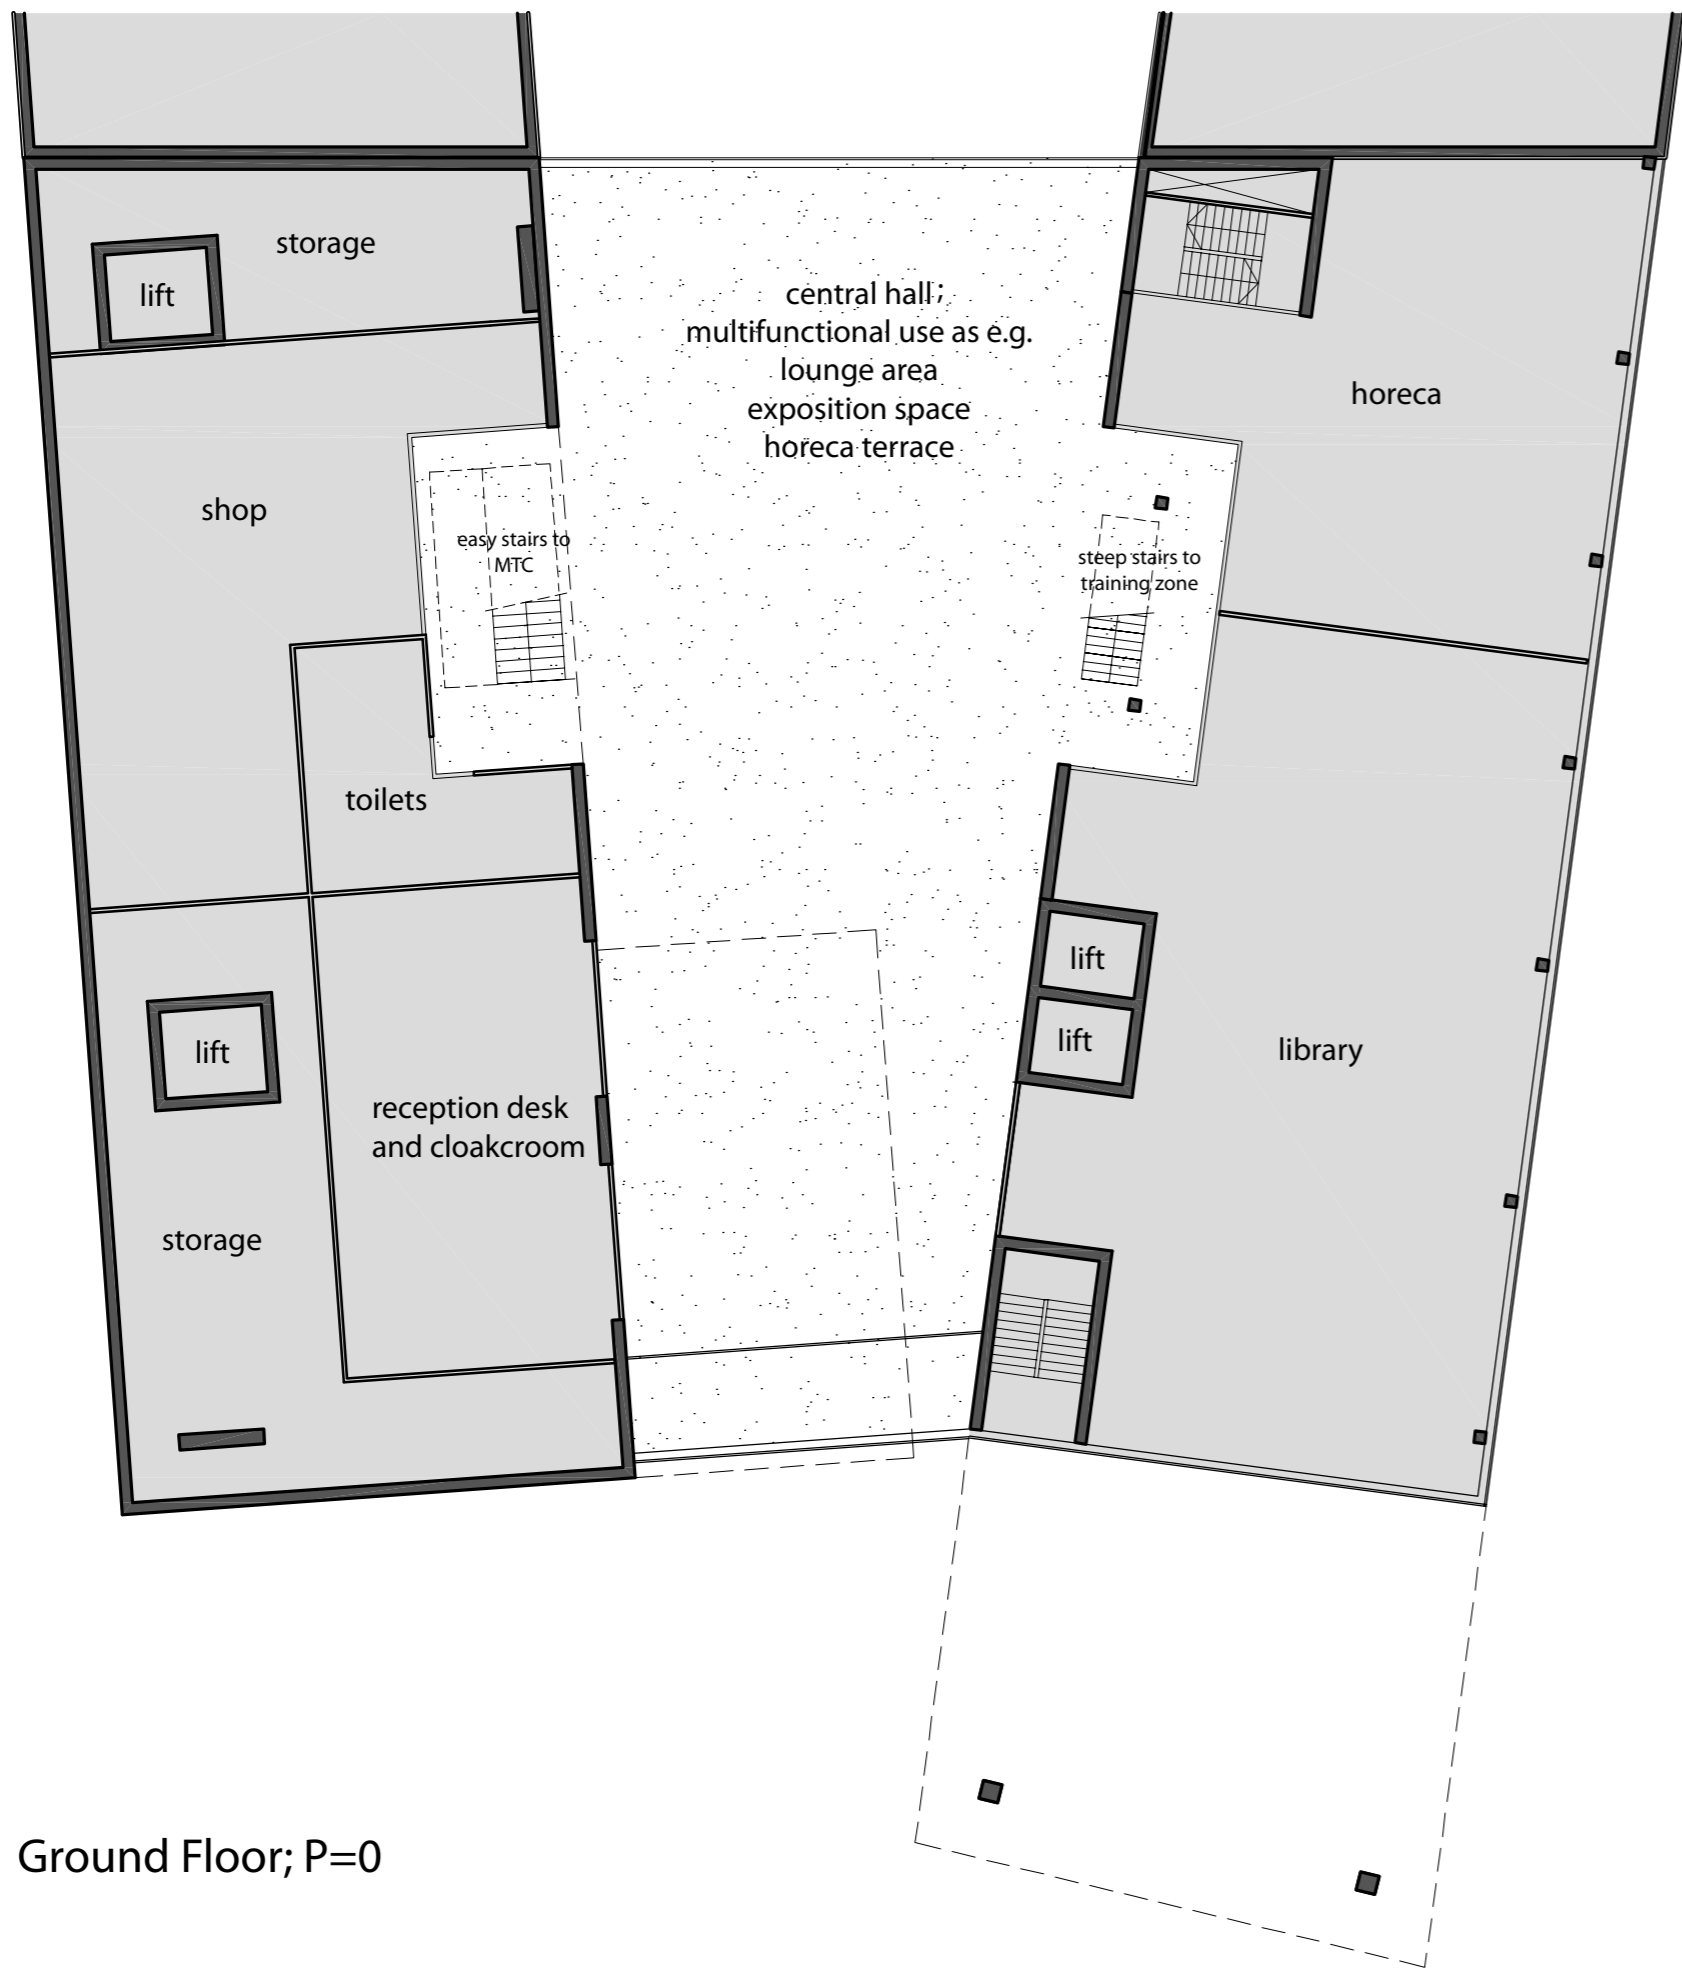 storage
lift
central hall;
multifunctional use as e.g.
lounge area
exposition space
horeca terrace
horeca
shop
easy stairs to
MTC
steep stairs to
training zone
toilets
lift
lift
library
lift
reception desk
and cloakcroom
storage
Ground Floor; P=0